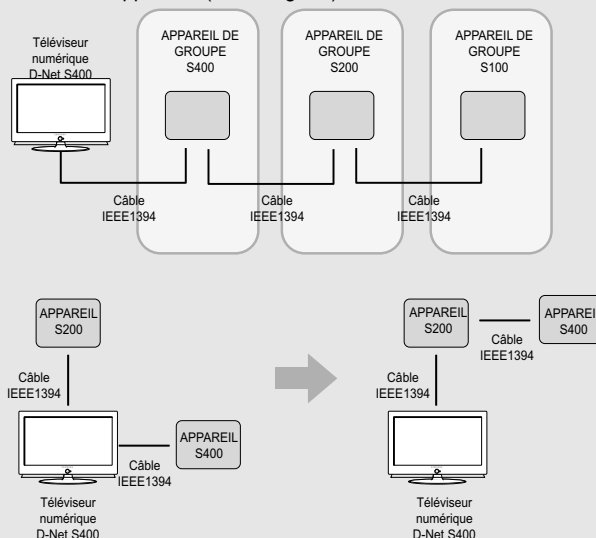 Téléviseur
numérique
D-Net S400
APPAREIL DE
GROUPE
S400
APPAREIL DE
GROUPE
S200
APPAREIL DE
GROUPE
S100
Câble
IEEE1394
Câble
IEEE1394
Câble
IEEE1394
APPAREIL
S200
Câble
IEEE1394
APPAREIL
S400
Câble
IEEE1394
Téléviseur
numérique
D-Net S400
APPAREIL
S200
APPAREI
S400
Câble
IEEE1394
Câble
IEEE1394
Téléviseur
numérique
D-Net S400